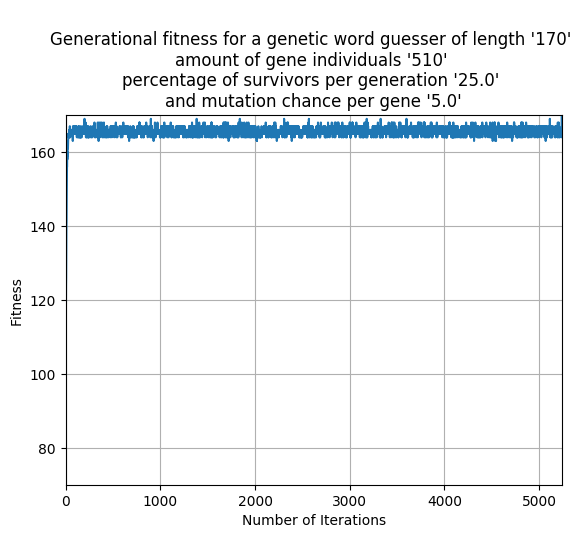 Generational fitness for a genetic word guesser of length '170'
amount of gene individuals '510'
percentage of survivors per generation '25.0'
and mutation chance per gene '5.0'
160
140
120
100
80
Fitness
0 1000 2000 3000 4000 5000
Number of Iterations